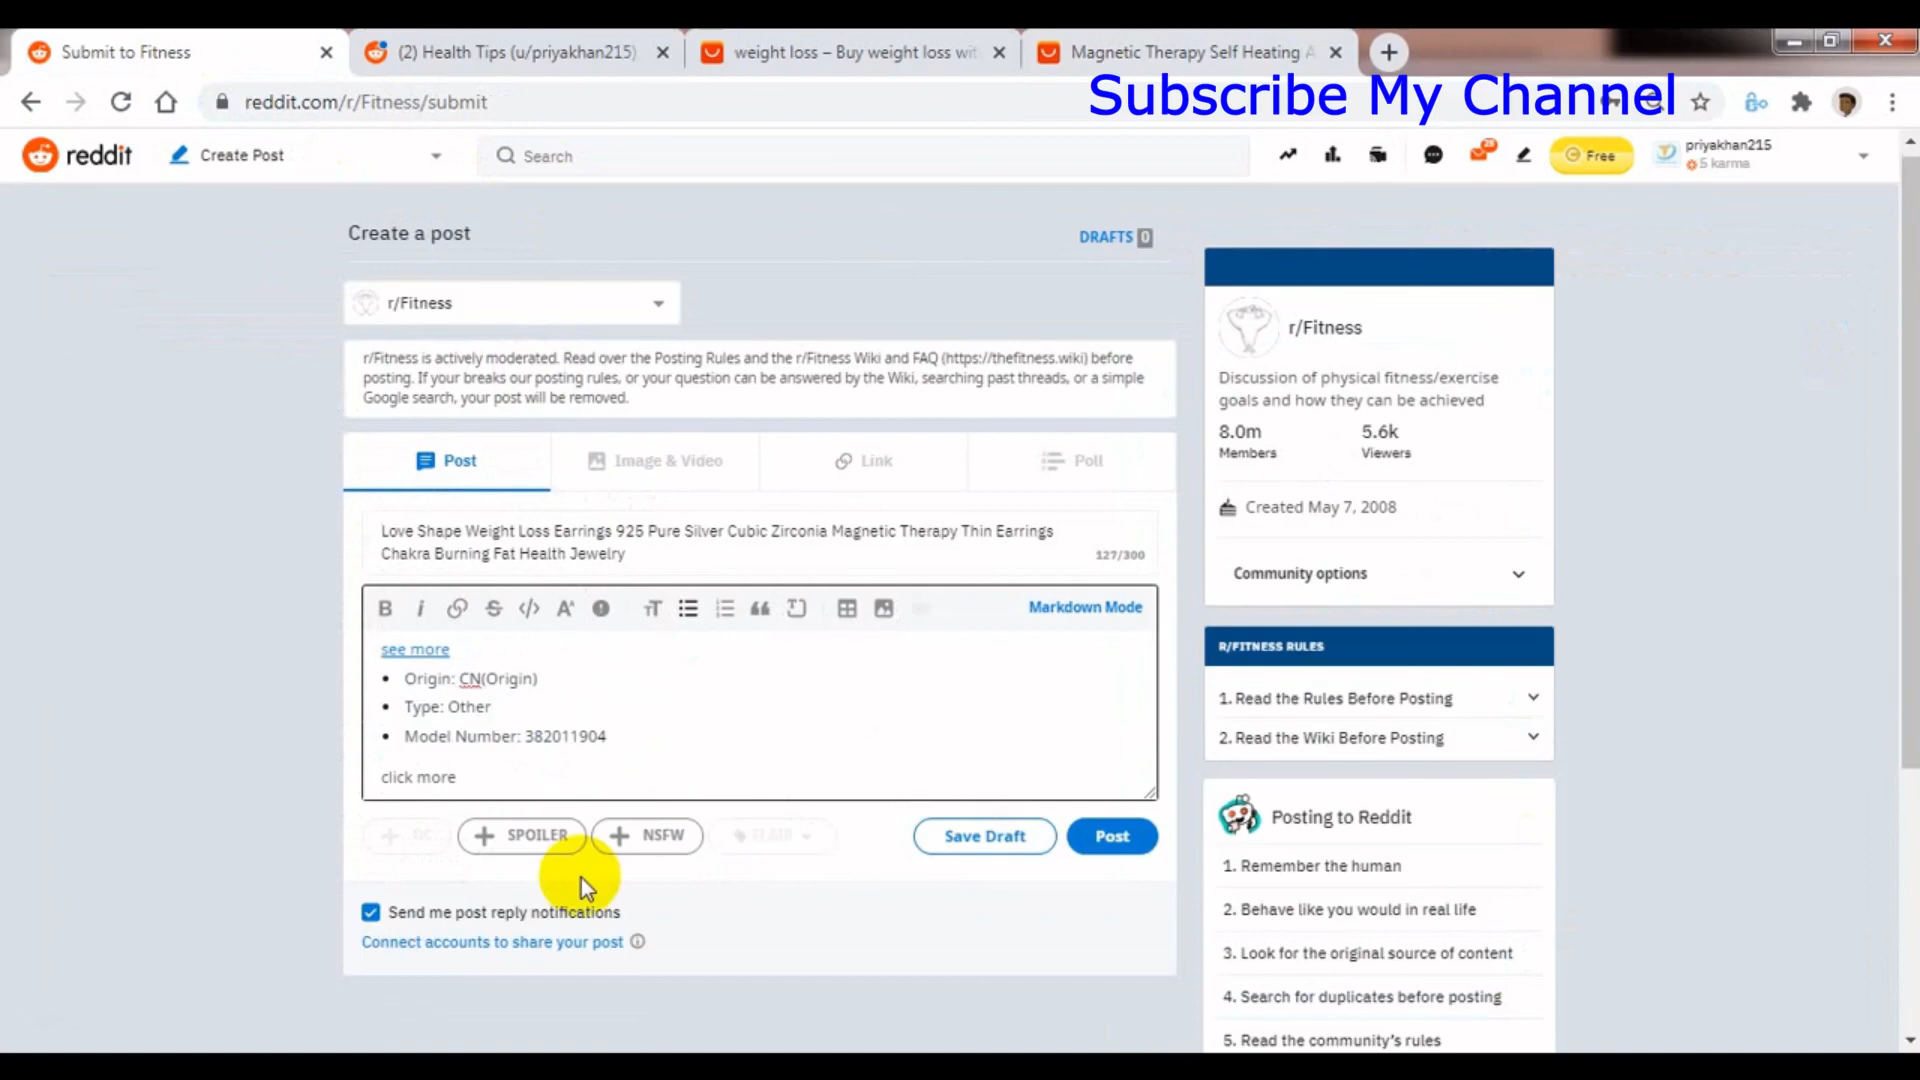 Submit to Fitness
(2) Health Tips (u/priyakhan215)
weight loss – Buy weight loss wit
Magnetic Therapy Self Heating A
reddit.com/r/Fitness/submit
Subscribe My Channel
reddit
Create Post
Search
Free
priyakhan215
5 karma
Create a post
DRAFTS 0
r/Fitness
r/Fitness is actively moderated. Read over the Posting Rules and the r/Fitness Wiki and FAQ (https://thefitness.wiki) before
posting. If your breaks our posting rules, or your question can be answered by the Wiki, searching past threads, or a simple
Google search, your post will be removed.
Post
Image & Video
Link
Poll
Love Shape Weight Loss Earrings 925 Pure Silver Cubic Zirconia Magnetic Therapy Thin Earrings
Chakra Burning Fat Health Jewelry
127/300
Markdown Mode
see more
• Origin: CN(Origin)
• Type: Other
• Model Number: 382011904
click more
+ OC
+ SPOILER
+ NSFW
FLAIR
Save Draft
Post
Send me post reply notifications
Connect accounts to share your post
r/Fitness
Discussion of physical fitness/exercise
goals and how they can be achieved
8.0m
5.6k
Members
Viewers
Created May 7, 2008
Community options
R/FITNESS RULES
1. Read the Rules Before Posting
2. Read the Wiki Before Posting
Posting to Reddit
1. Remember the human
2. Behave like you would in real life
3. Look for the original source of content
4. Search for duplicates before posting
5. Read the community's rules